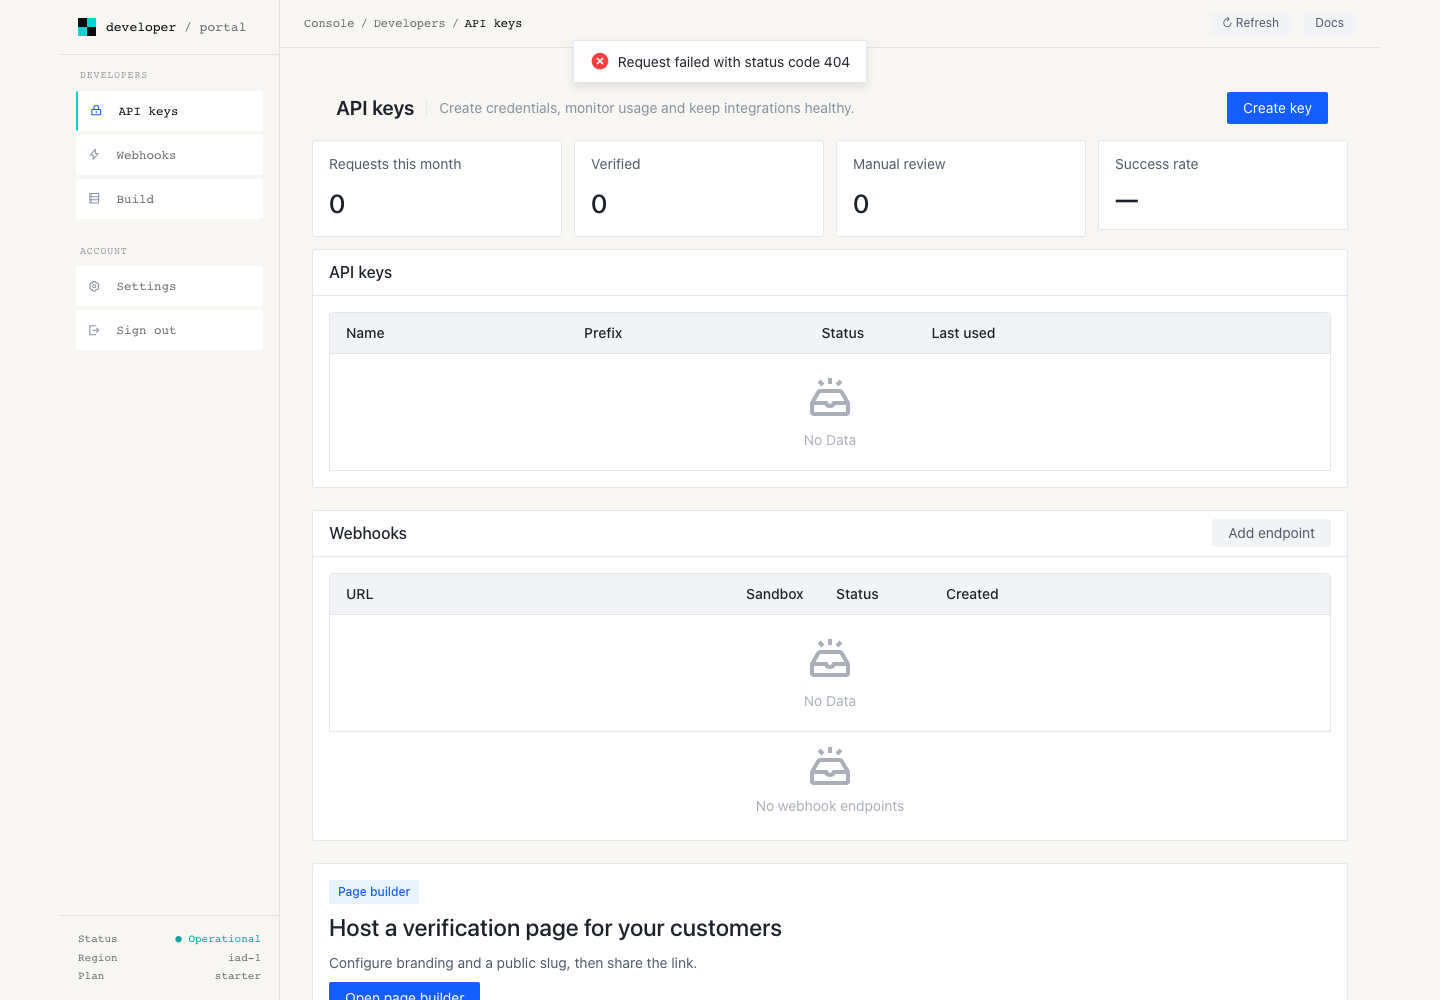 developer / portal
Console / Developers / API keys
Refresh
Docs
Request failed with status code 404
DEVELOPERS
API keys
Webhooks
Build
ACCOUNT
Settings
Sign out
API keys
Create credentials, monitor usage and keep integrations healthy.
Create key
Requests this month
0
Verified
0
Manual review
0
Success rate
—
API keys
Name Prefix Status Last used
No Data
Webhooks
Add endpoint
URL Sandbox Status Created
No Data
No webhook endpoints
Page builder
Host a verification page for your customers
Configure branding and a public slug, then share the link.
Open page builder
Status Operational
Region iad-1
Plan starter